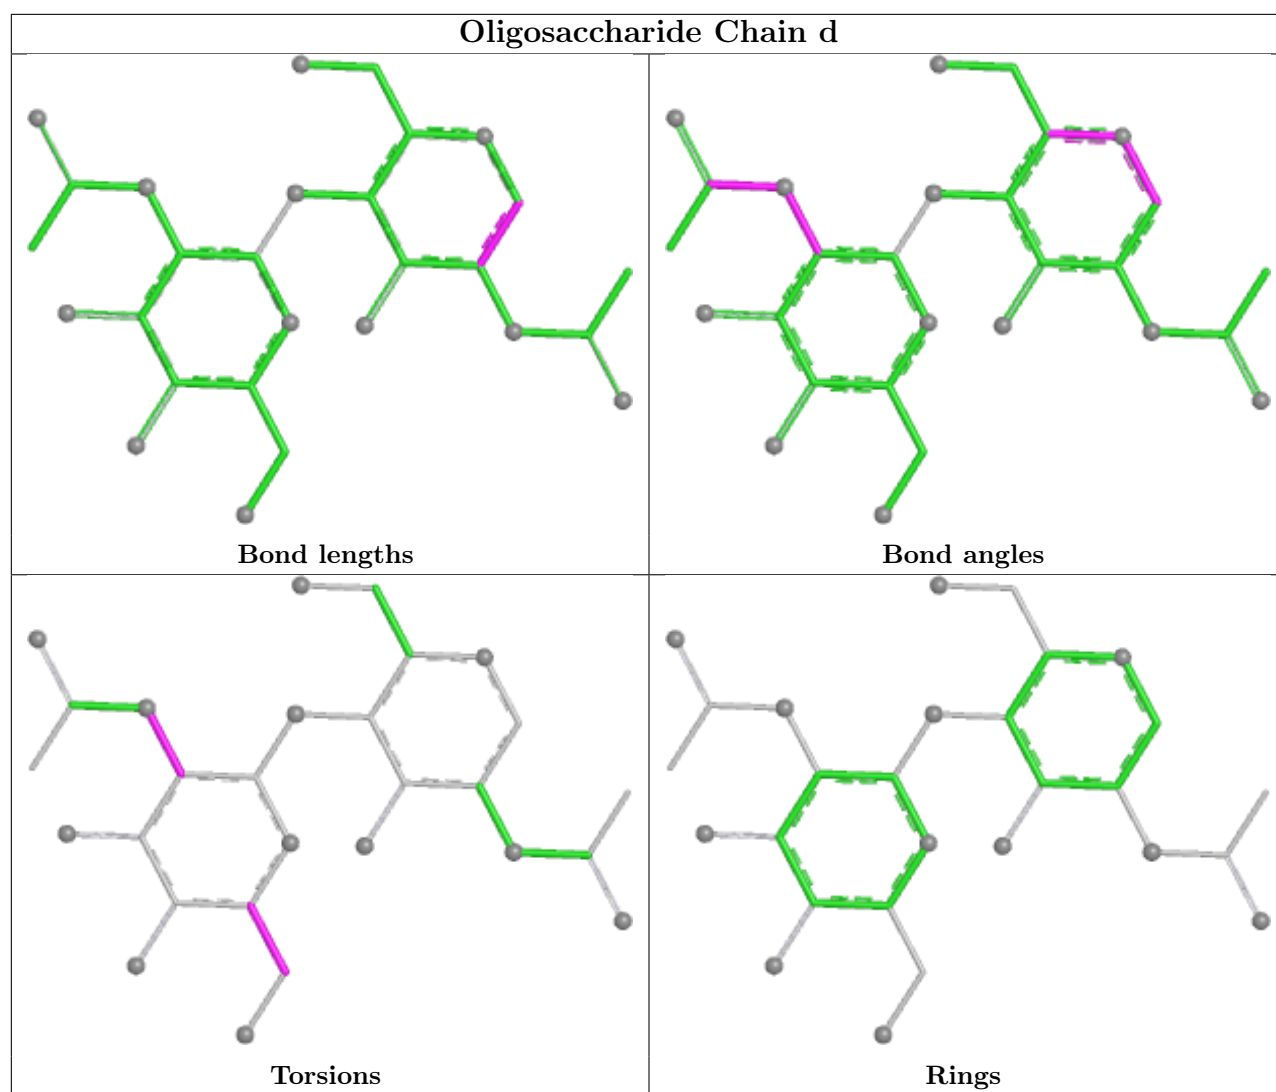 Oligosaccharide Chain d
Bond lengths
Bond angles
Torsions
Rings